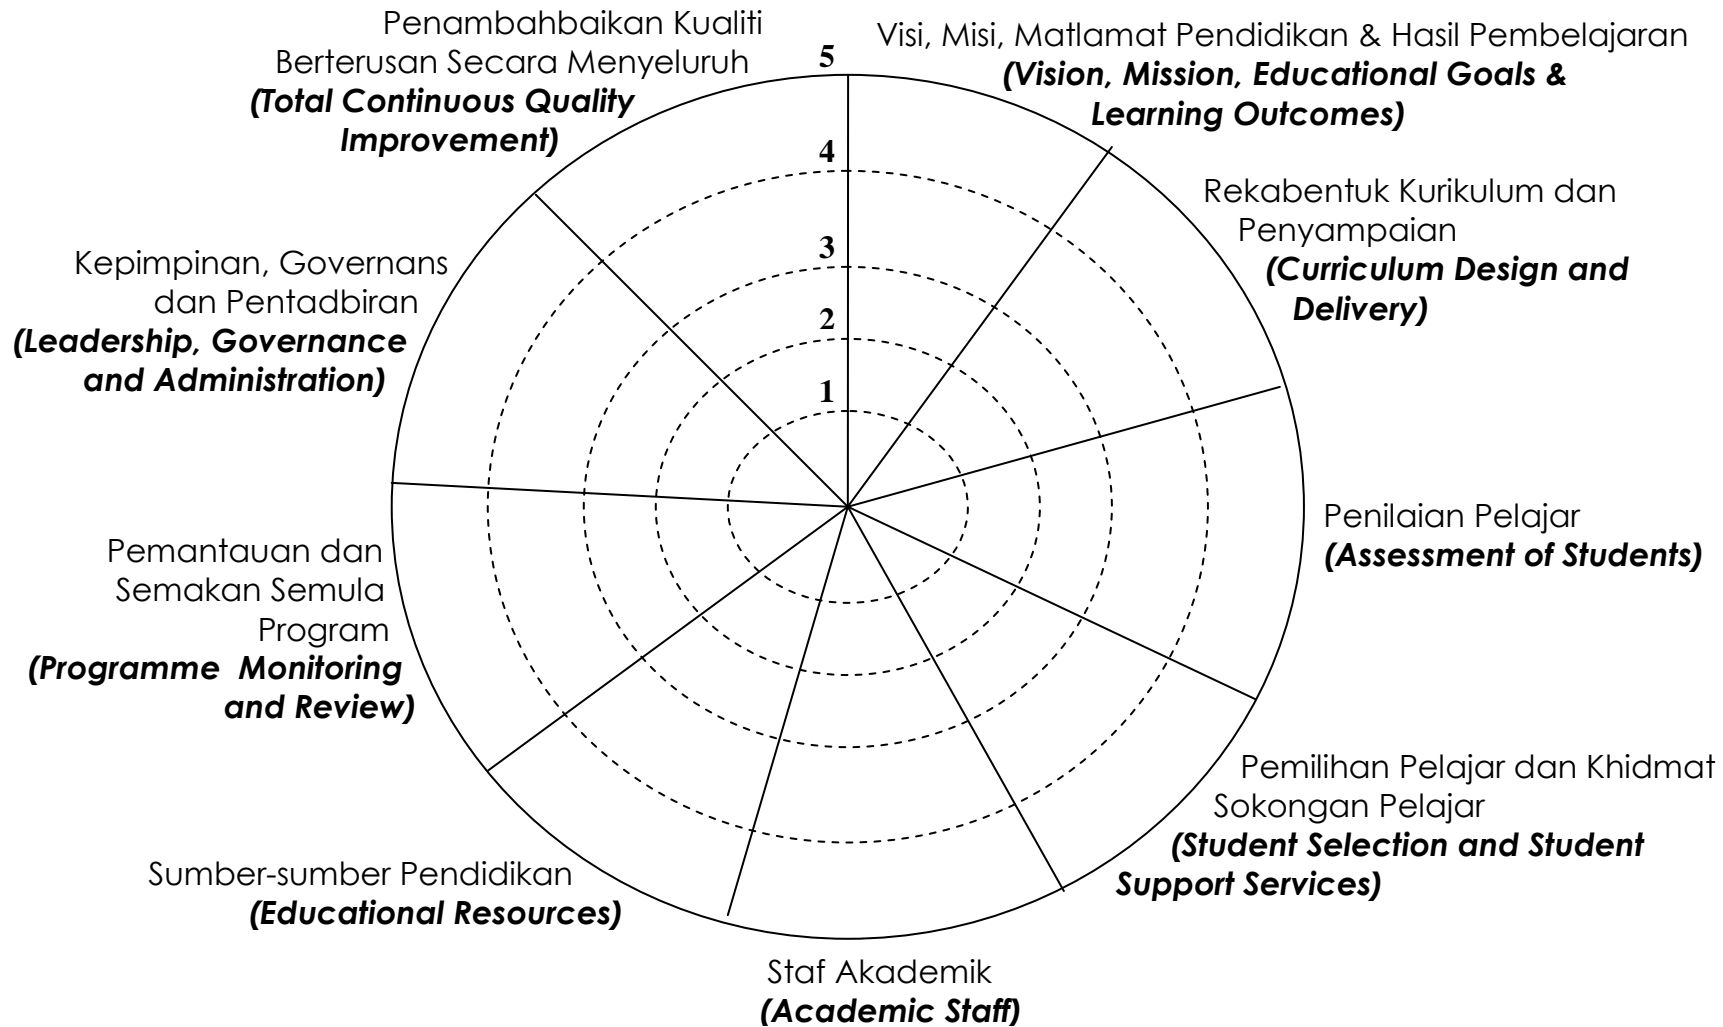 Penambahbaikan Kualiti
Berterusan Secara Menyeluruh
(Total Continuous Quality
Improvement)
Visi, Misi, Matlamat Pendidikan & Hasil Pembelajaran
(Vision, Mission, Educational Goals &
Learning Outcomes)
Rekabentuk Kurikulum dan
Penyampaian
(Curriculum Design and
Delivery)
Penilaian Pelajar
(Assessment of Students)
Pemilihan Pelajar dan Khidmat
Sokongan Pelajar
(Student Selection and Student
Support Services)
Staf Akademik
(Academic Staff)
Sumber-sumber Pendidikan
(Educational Resources)
Pemantauan dan
Semakan Semula
Program
(Programme Monitoring
and Review)
Kepimpinan, Governans
dan Pentadbiran
(Leadership, Governance
and Administration)
5
4
3
2
1